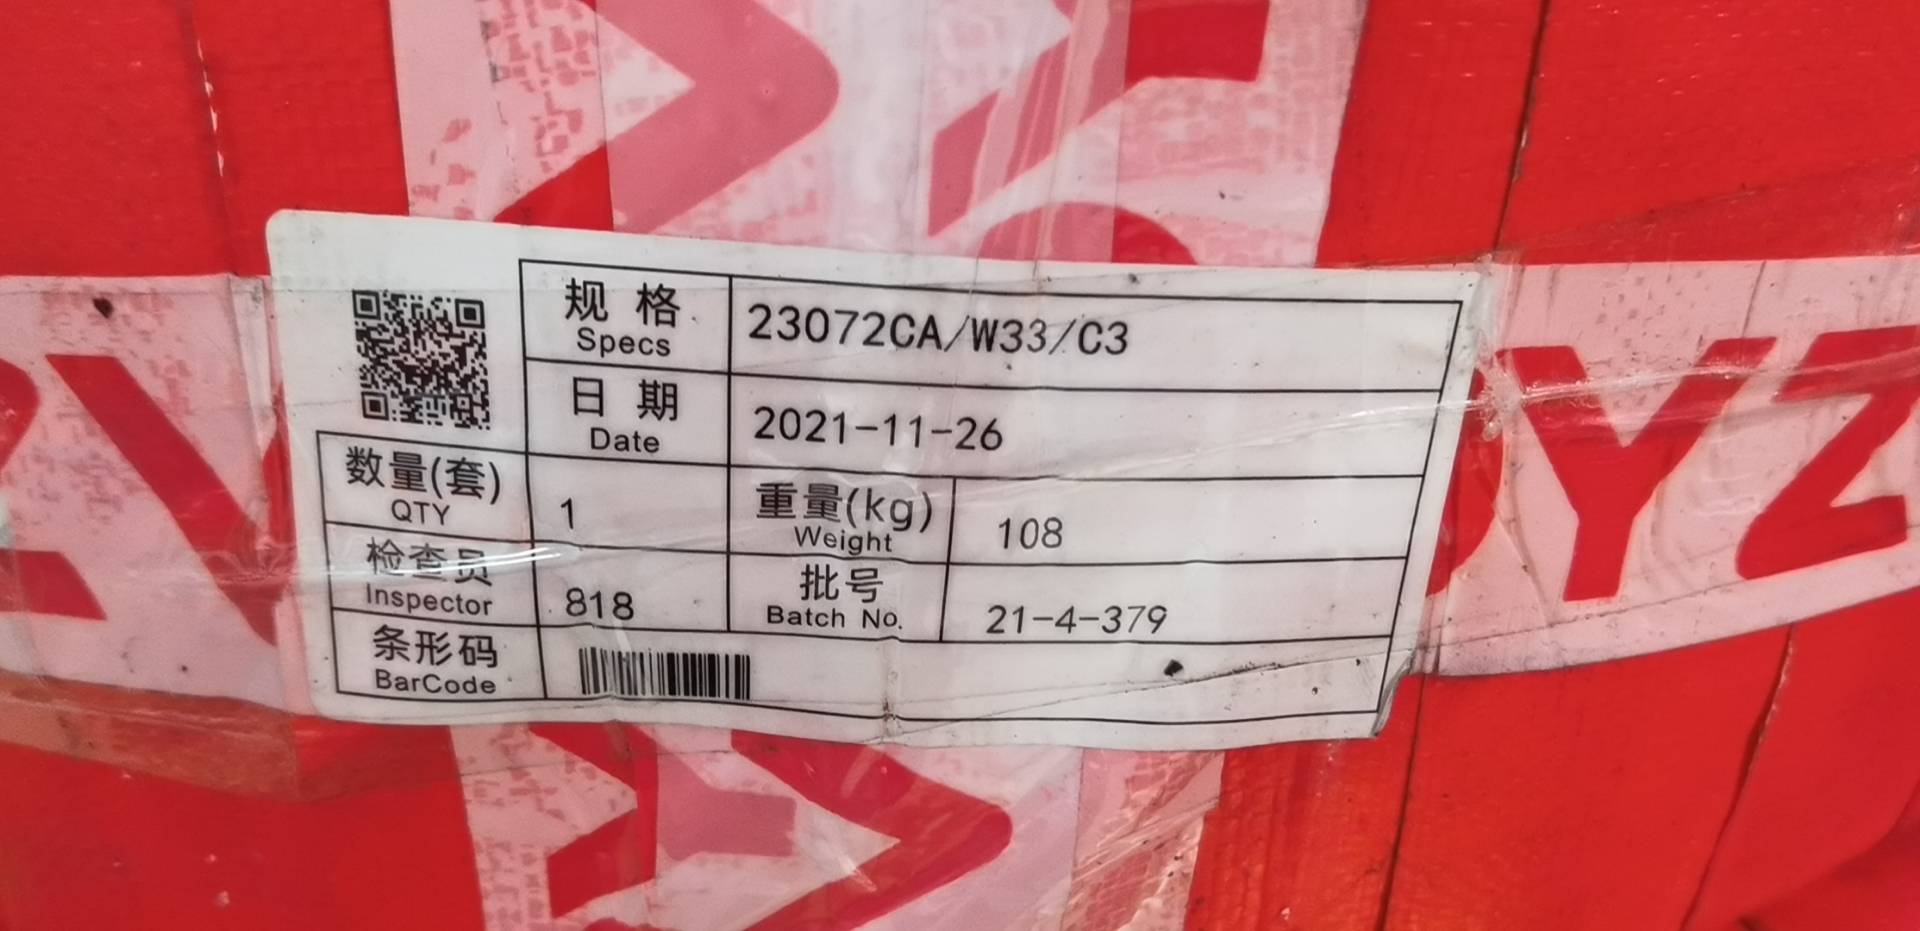 规 格
Specs
23072CA/W33/C3
日 期
Date
2021-11-26
数量(套)
QTY
1
重量(kg)
Weight
108
检查员
Inspector
818
批号
Batch No.
21-4-379
条形码
BarCode
YZ